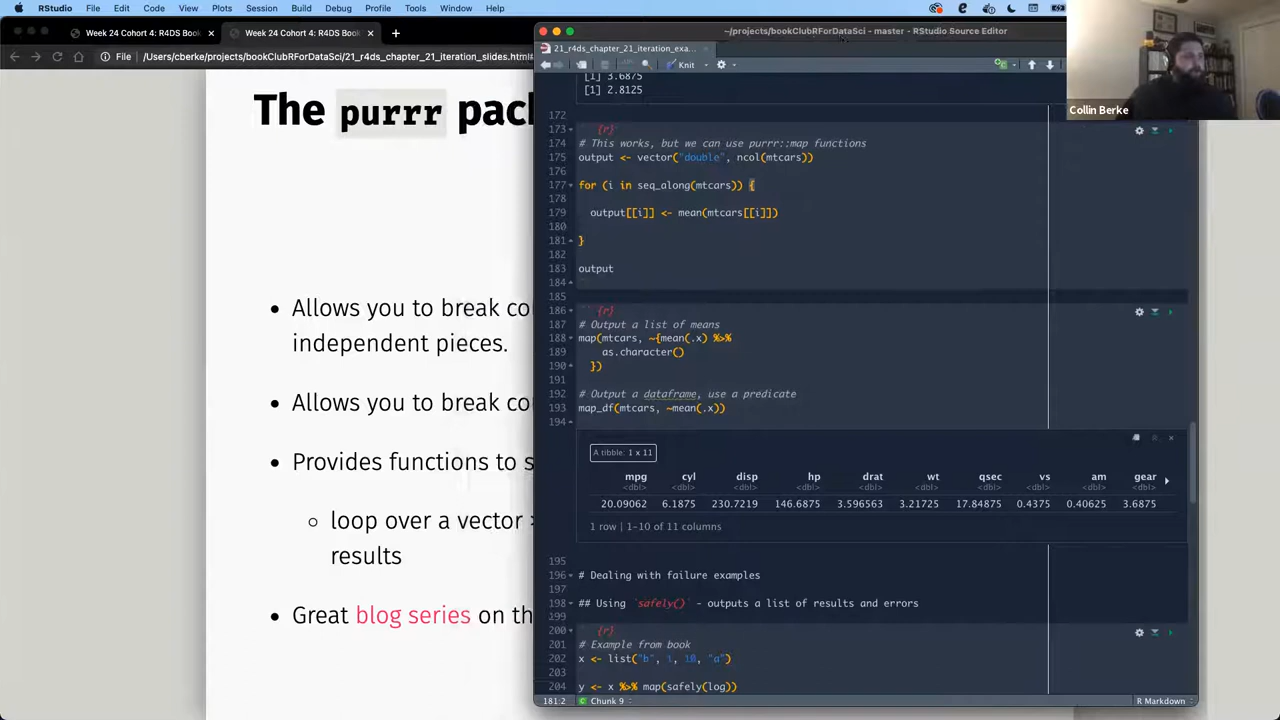 RStudio File Edit Code View Plots Session Build Debug Profile Tools Window Help
Week 24 Cohort 4: R4DS Book
Week 24 Cohort 4: R4DS Book
File /Users/cberke/projects/bookClubRForDataSci/21_r4ds_chapter_21_iteration_slides.html#
The purrr pac
Allows you to break co
independent pieces.
Allows you to break co
Provides functions to s
loop over a vector >
results
Great blog series on th
~/projects/bookClubRForDataSci - master - RStudio Source Editor
21_r4ds_chapter_21_iteration_exa...
Knit
[1] 3.6875
[1] 2.8125
172
173 {r}
174 # This works, but we can use purrr::map functions
175 output <- vector("double", ncol(mtcars))
176
177 for (i in seq_along(mtcars)) {
178
179 output[[i]] <- mean(mtcars[[i]])
180
181 }
182
183 output
184
185
186 {r}
187 # Output a list of means
188 map(mtcars, ~{mean(.x) %>%
189 as.character()
190 })
191
192 # Output a dataframe, use a predicate
193 map_df(mtcars, ~mean(.x))
194
A tibble: 1 x 11
mpg cyl disp hp drat wt qsec vs am gear
<dbl> <dbl> <dbl> <dbl> <dbl> <dbl> <dbl> <dbl> <dbl> <dbl>
20.09062 6.1875 230.7219 146.6875 3.596563 3.21725 17.84875 0.4375 0.40625 3.6875
1 row | 1-10 of 11 columns
195
196 # Dealing with failure examples
197
198 ## Using `safely()` - outputs a list of results and errors
199
200 {r}
201 # Example from book
202 x <- list("b", 1, 10, "a")
203
204 y <- x %>% map(safely(log))
181:2 Chunk 9 R Markdown
Collin Berke